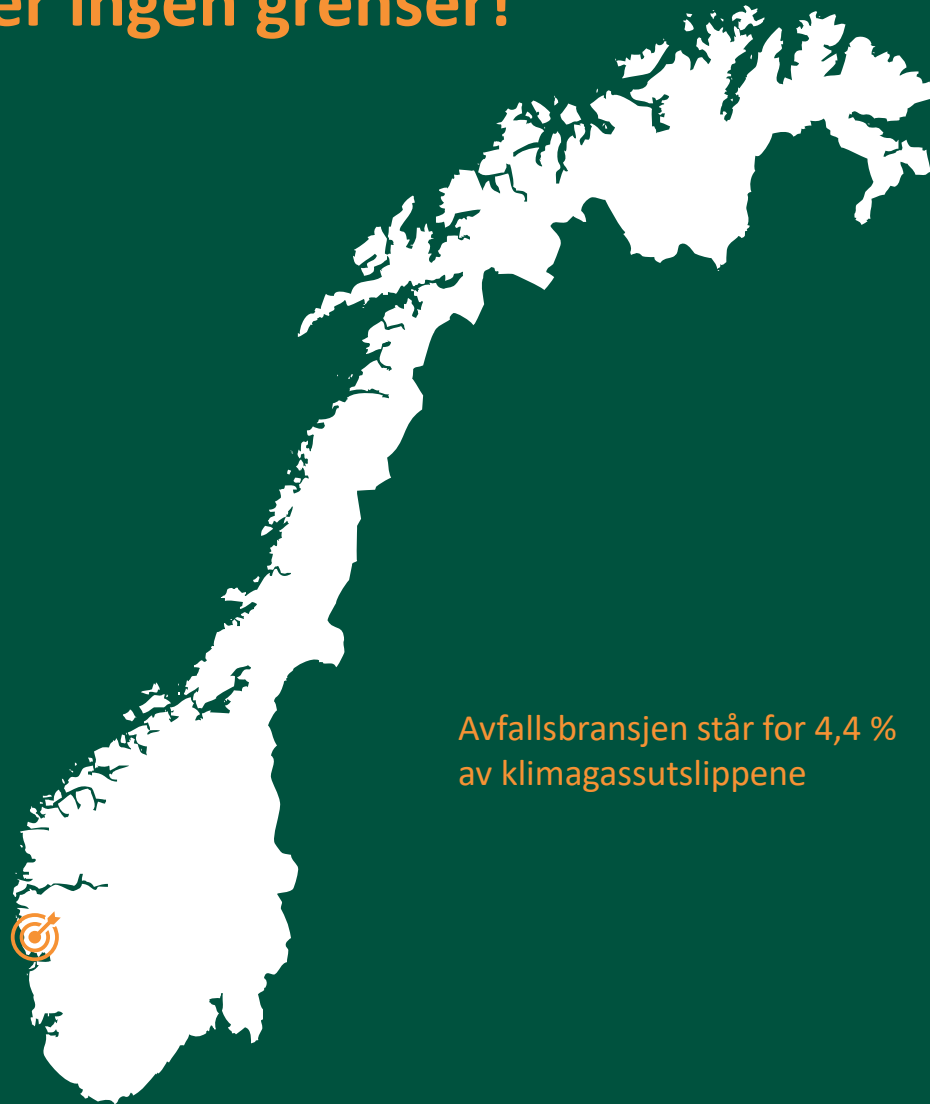 er ingen grenser!
Avfallsbransjen står for 4,4 %
av klimagassutslippene